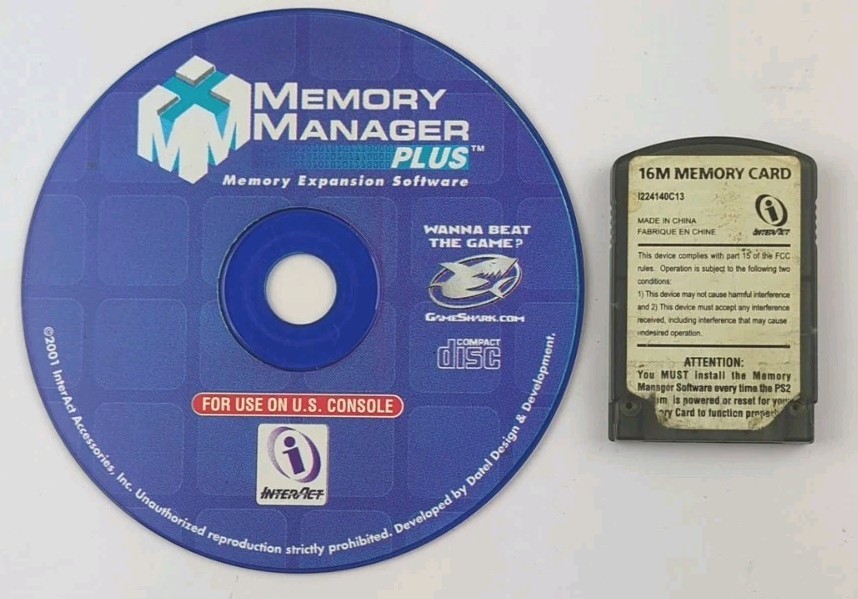 MEMORY
MANAGER
PLUS™
Memory Expansion Software
WANNA BEAT
THE GAME?
GAMESHARK.COM
COMPACT
disc
FOR USE ON U.S. CONSOLE
i
INTERACT
©2001 InterAct Accessories, Inc. Unauthorized reproduction strictly prohibited. Developed by Datel Design & Development.
16M MEMORY CARD
I224140C13
MADE IN CHINA
FABRIQUE EN CHINE
i
INTERACT
This device complies with part 15 of the FCC
rules. Operation is subject to the following two
conditions:
1) This device may not cause harmful interference
and 2) This device must accept any interference
received, including interference that may cause
undesired operation.
ATTENTION:
You MUST install the Memory
Manager Software every time the PS2
is powered or reset for your
Card to function properly